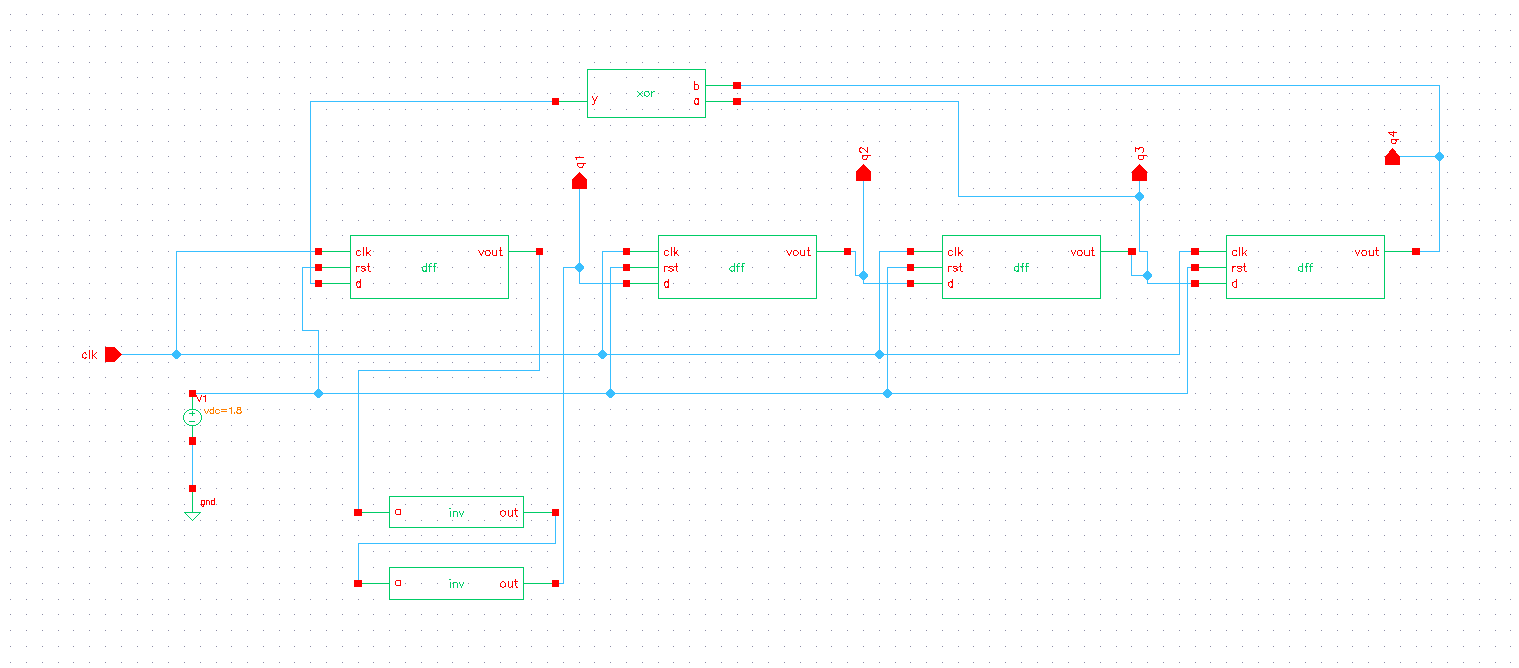 b
xor
y
a
q4
q1
q2
q3
clk
vout
rst
dff
d
clk
vout
rst
dff
d
clk
vout
rst
dff
d
clk
vout
rst
dff
d
clk
V1
vdc=1.8
gnd
a
inv
out
a
inv
out